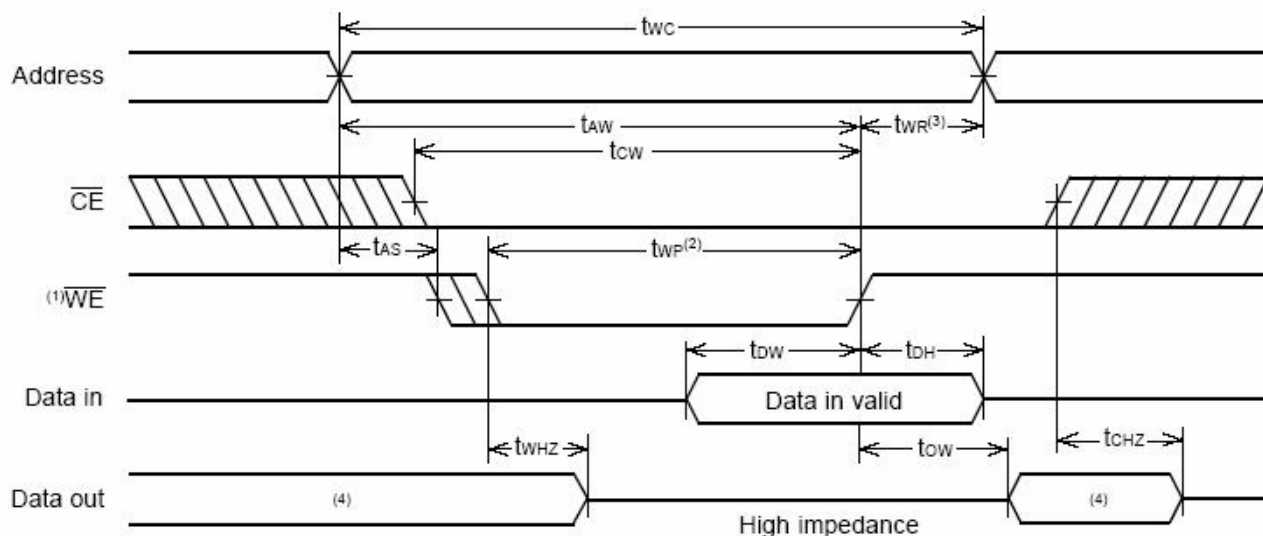 tWC
Address
tAW
tWR(3)
tCW
CE
tAS
tWP(2)
(1)WE
tDW
tDH
Data in
Data in valid
tWHZ
tOW
tCHZ
Data out
(4)
(4)
High impedance